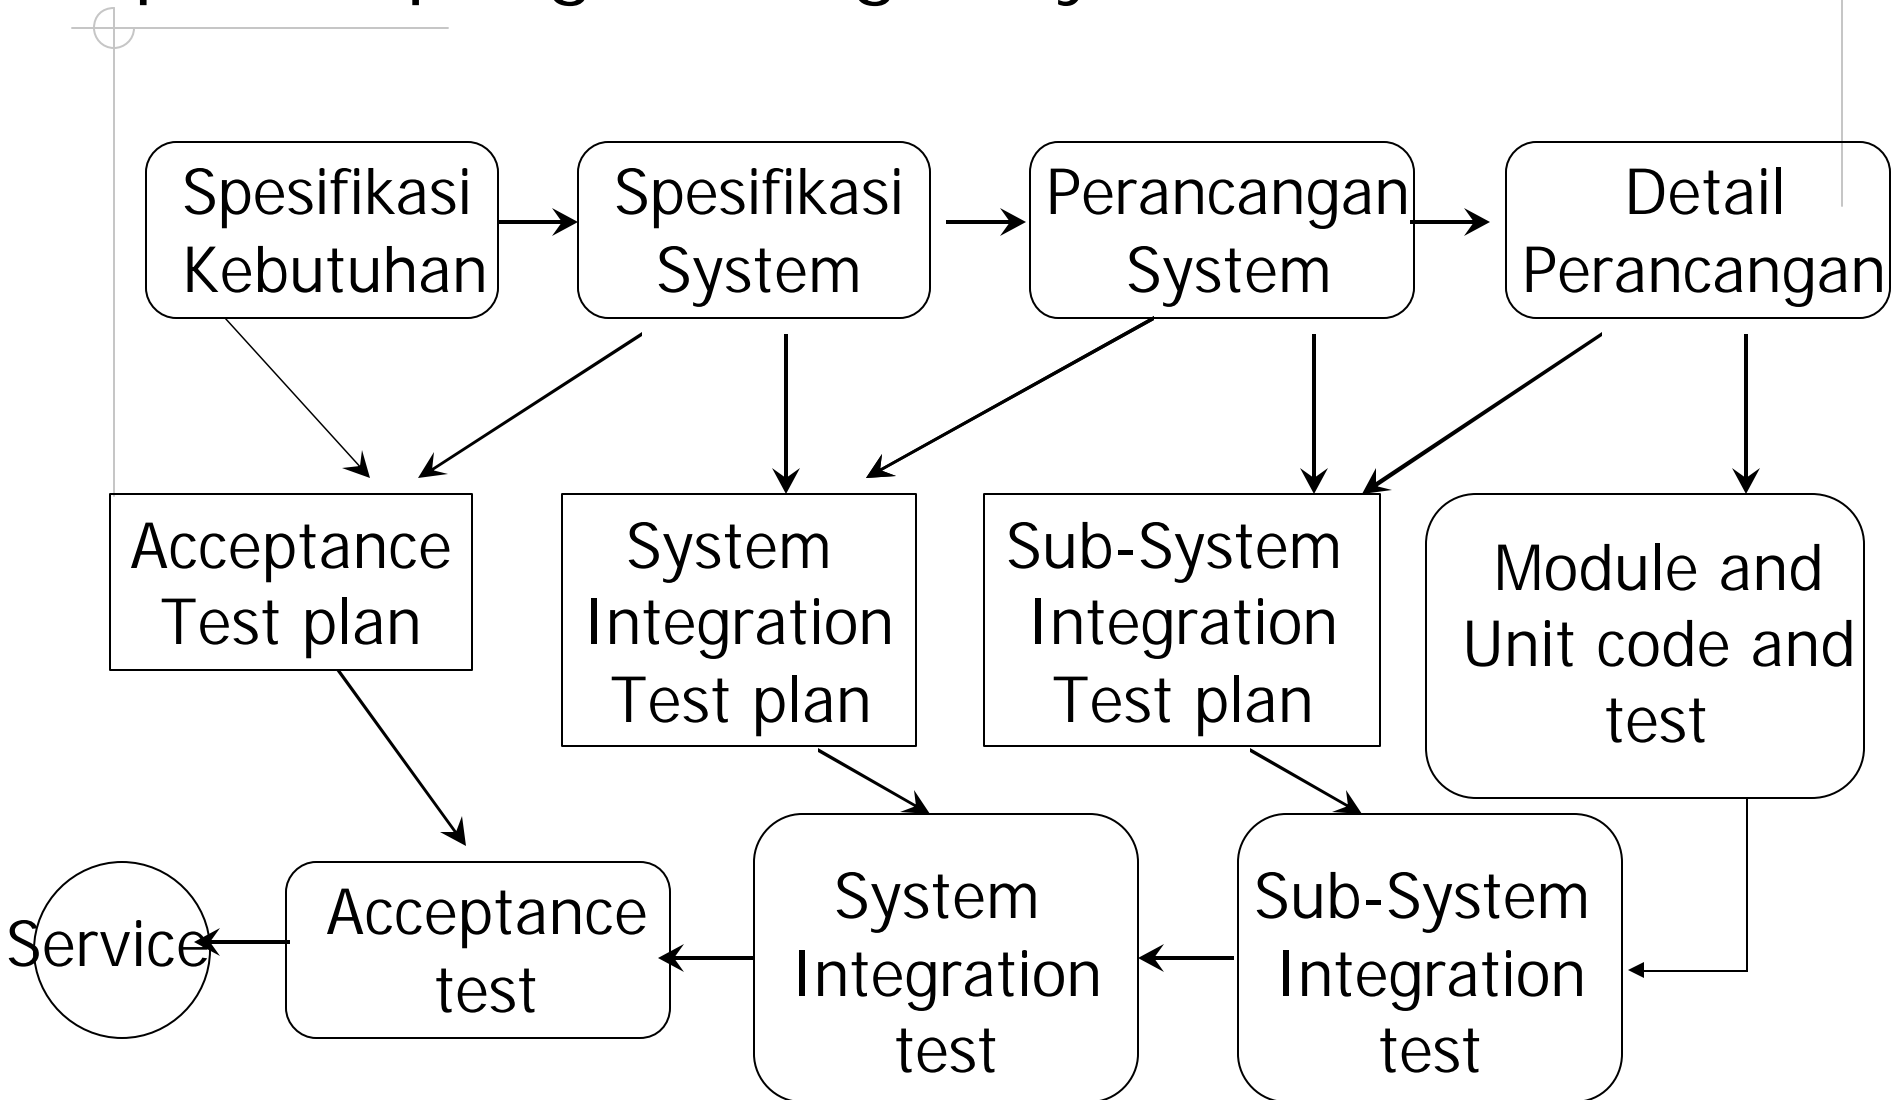 Spesifikasi
Kebutuhan
Spesifikasi
System
Perancangan
System
Detail
Perancangan
Acceptance
Test plan
System
Integration
Test plan
Sub-System
Integration
Test plan
Module and
Unit code and
test
Service
Acceptance
test
System
Integration
test
Sub-System
Integration
test